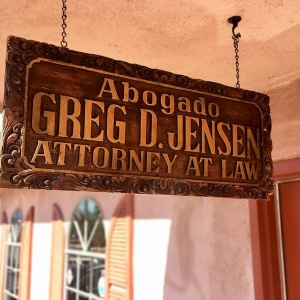 Abogado
GREG D. JENSEN
ATTORNEY AT LAW